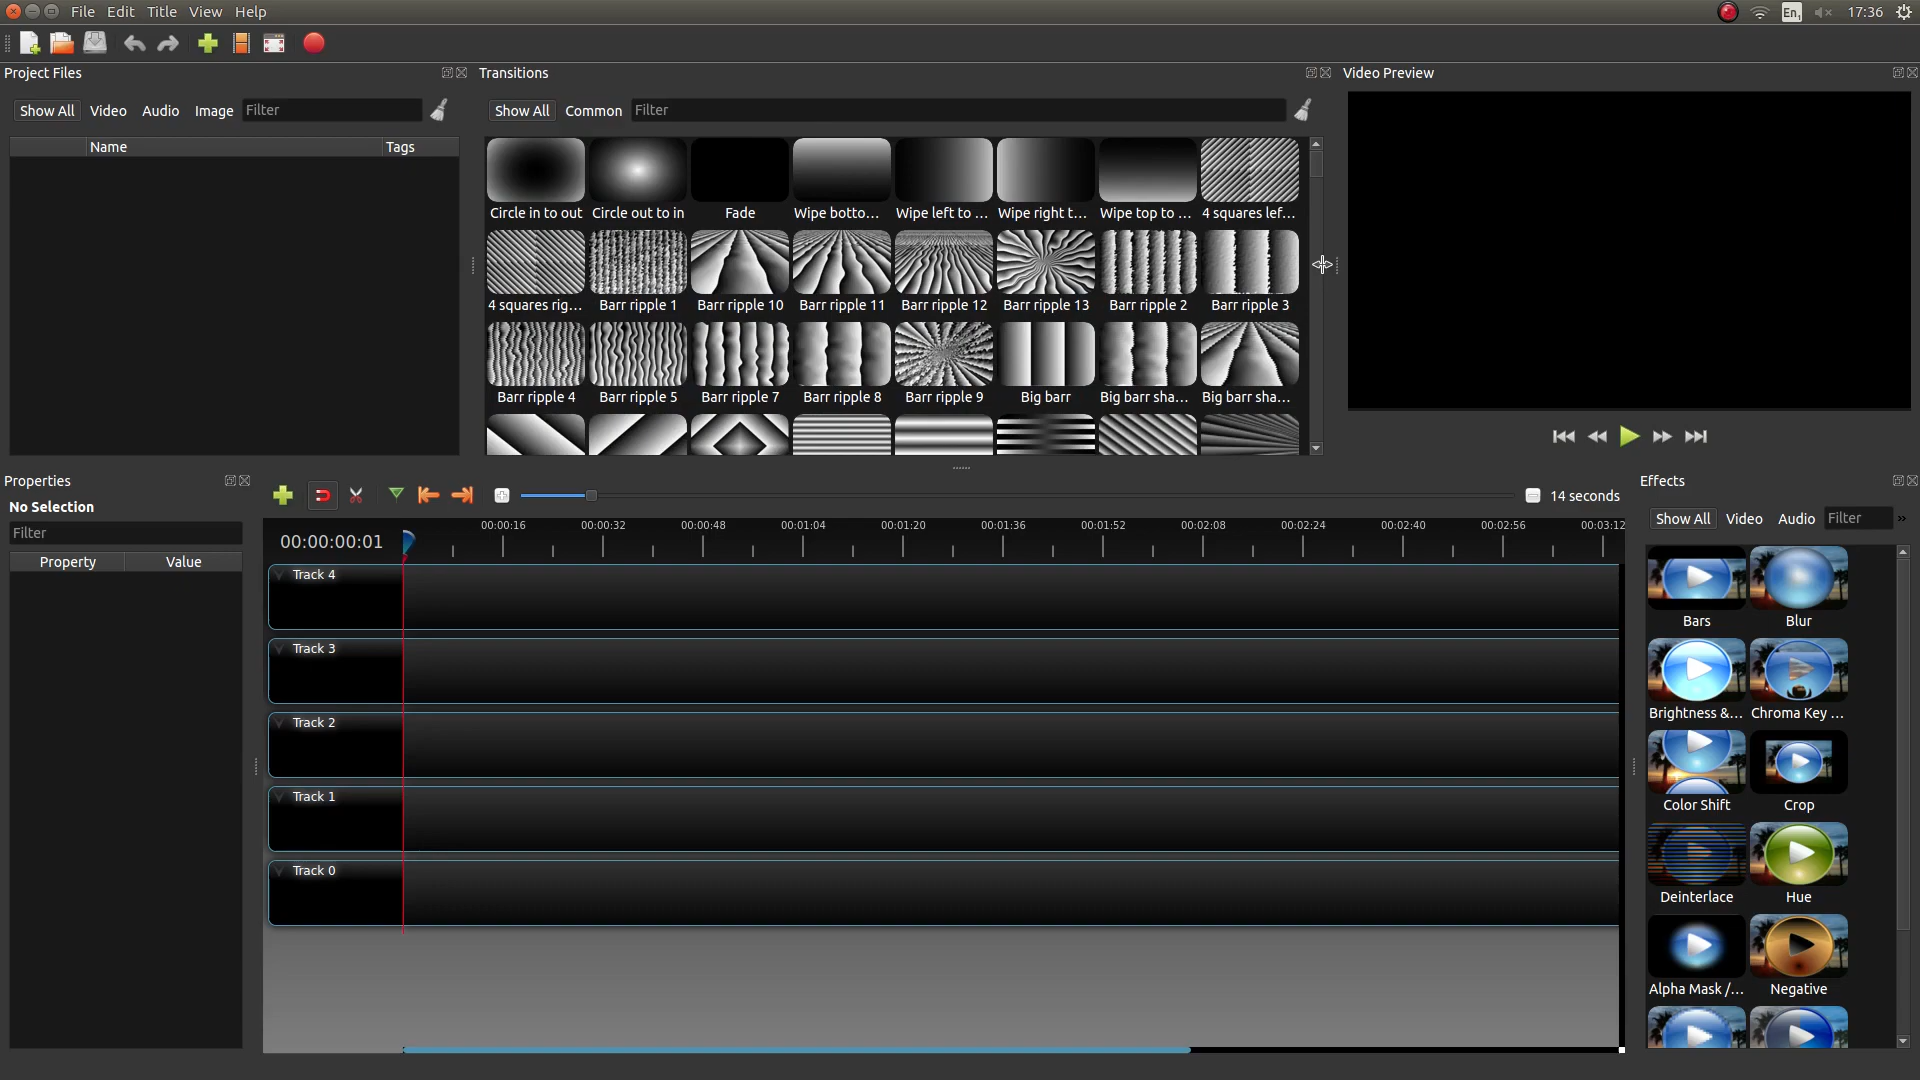 File Edit Title View Help
En1 17:36
Project Files
Show All Video Audio Image Filter
Name Tags
Transitions
Show All Common Filter
Circle in to out Circle out to in Fade Wipe botto... Wipe left to ... Wipe right t... Wipe top to ... 4 squares lef...
4 squares rig... Barr ripple 1 Barr ripple 10 Barr ripple 11 Barr ripple 12 Barr ripple 13 Barr ripple 2 Barr ripple 3
Barr ripple 4 Barr ripple 5 Barr ripple 7 Barr ripple 8 Barr ripple 9 Big barr Big barr sha... Big barr sha...
Video Preview
Properties
No Selection
Filter
Property Value
14 seconds
00:00:16 00:00:32 00:00:48 00:01:04 00:01:20 00:01:36 00:01:52 00:02:08 00:02:24 00:02:40 00:02:56 00:03:12
00:00:00:01
Track 4
Track 3
Track 2
Track 1
Track 0
Effects
Show All Video Audio Filter »
Bars Blur
Brightness &... Chroma Key ...
Color Shift Crop
Deinterlace Hue
Alpha Mask /... Negative